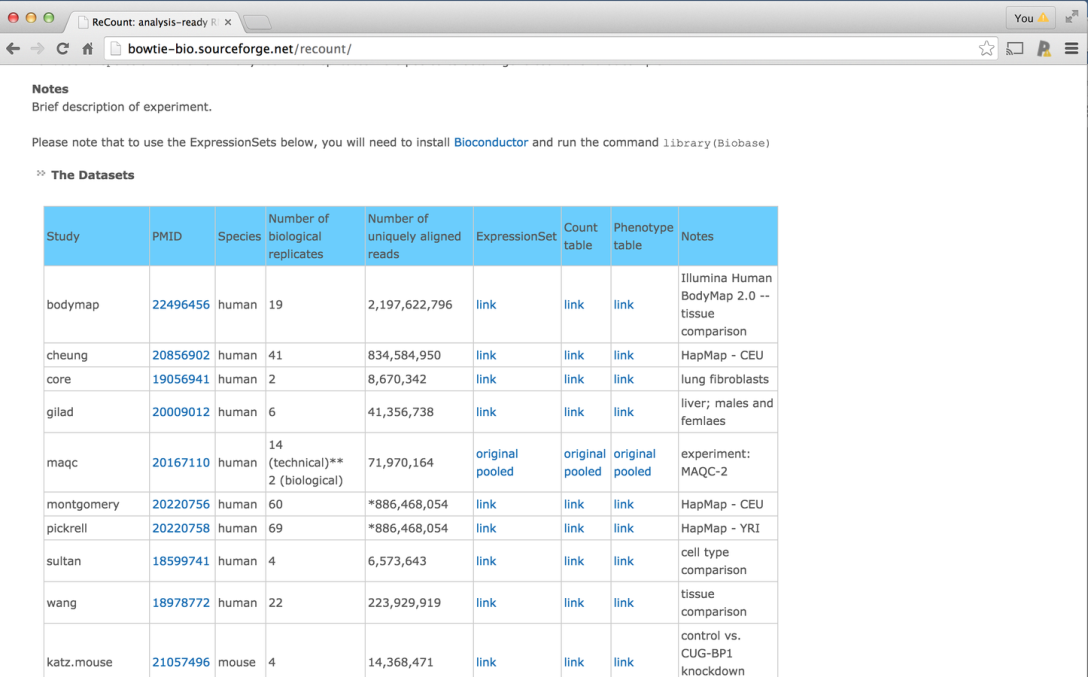 ReCount: analysis-ready R
You
bowtie-bio.sourceforge.net/recount/
Notes
Brief description of experiment.
Please note that to use the ExpressionSets below, you will need to install Bioconductor and run the command library(Biobase)
The Datasets
Study PMID Species Number of biological replicates Number of uniquely aligned reads ExpressionSet Count table Phenotype table Notes
bodymap 22496456 human 19 2,197,622,796 link link link Illumina Human BodyMap 2.0 -- tissue comparison
cheung 20856902 human 41 834,584,950 link link link HapMap - CEU
core 19056941 human 2 8,670,342 link link link lung fibroblasts
gilad 20009012 human 6 41,356,738 link link link liver; males and femlaes
maqc 20167110 human 14 (technical)** 2 (biological) 71,970,164 original pooled original pooled original pooled experiment: MAQC-2
montgomery 20220756 human 60 *886,468,054 link link link HapMap - CEU
pickrell 20220758 human 69 *886,468,054 link link link HapMap - YRI
sultan 18599741 human 4 6,573,643 link link link cell type comparison
wang 18978772 human 22 223,929,919 link link link tissue comparison
katz.mouse 21057496 mouse 4 14,368,471 link link link control vs. CUG-BP1 knockdown